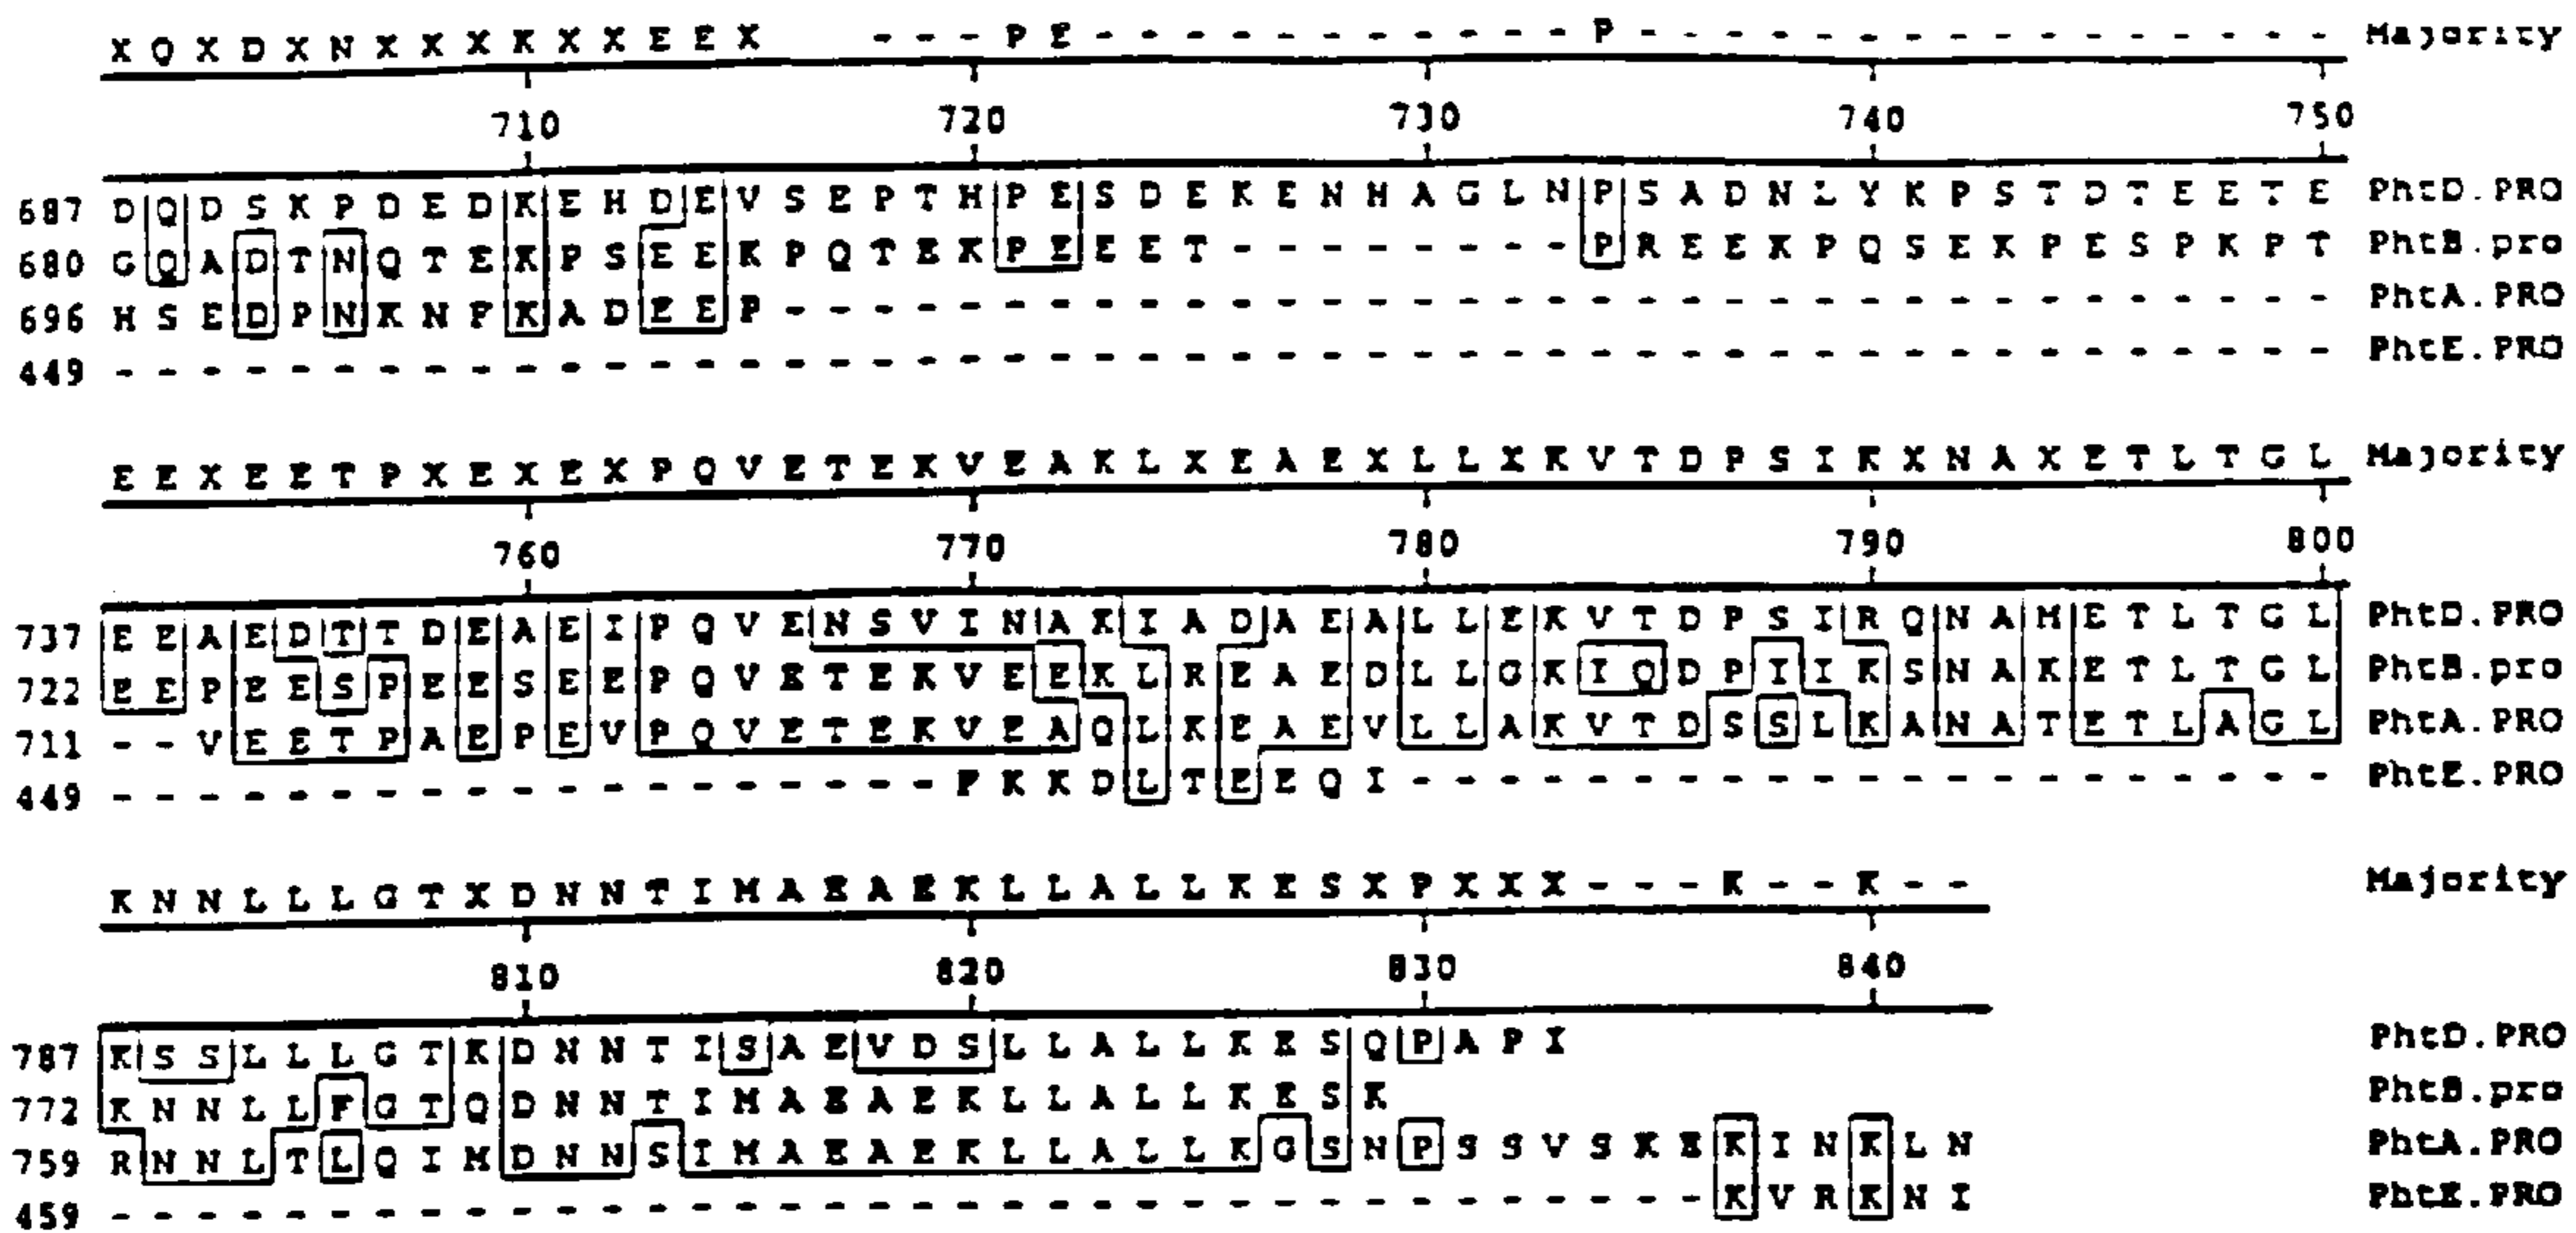 X Q X D X N X X X K X X E E X - - - P E - - - - - - - - - - - P - - - - - - - - - - - - - - - - Majority
710 720 730 740 750
687 D Q D S K P D E D K E H D E V S E P T H P E S D E K E N H A G L N P S A D N L Y K P S T D T E E T E PhtD.PRO
680 G Q A D T N Q T E K P S E E K P Q T E K P E E E T - - - - - - - - P R E E K P Q S E K P E S P K P T PhtB.pro
696 H S E D P N K N F K A D E E P - - - - - - - - - - - - - - - - - - - - - - - - - - - - - - - - - - - PhtA.PRO
449 - - - - - - - - - - - - - - - - - - - - - - - - - - - - - - - - - - - - - - - - - - - - - - - - - - PhtE.PRO
E E X E E T P X E X E X P Q V E T E K V E A K L X E A E X L L X K V T D P S I K X N A X E T L T G L Majority
760 770 780 790 800
737 E E A E D T T D E A E I P Q V E N S V I N A K I A D A E A L L E K V T D P S I R Q N A M E T L T G L PhtD.PRO
722 E E P E E S P E E S E E P Q V E T E K V E E K L R E A E D L L G K I Q D P I I K S N A K E T L T G L PhtB.pro
711 - - V E E T P A E P E V P Q V E T E K V E A Q L K E A E V L L A K V T D S S L K A N A T E T L A G L PhtA.PRO
449 - - - - - - - - - - - - - - - - - - - F K K D L T E E Q I - - - - - - - - - - - - - - - - - - - - - PhtE.PRO
K N N L L L G T X D N N T I M A E A E K L L A L L K E S X P X X X - - - K - - K - - Majority
810 820 830 840
787 K S S L L L G T K D N N T I S A E V D S L L A L L K E S Q P A P I PhtD.PRO
772 K N N L L F G T Q D N N T I M A E A E K L L A L L K E S K PhtB.pro
759 R N N L T L Q I M D N N S I M A E A E K L L A L L K G S N P S S V S K E K I N K L N PhtA.PRO
459 - - - - - - - - - - - - - - - - - - - - - - - - - - - - - - - - - - - - K V R K N I PhtE.PRO